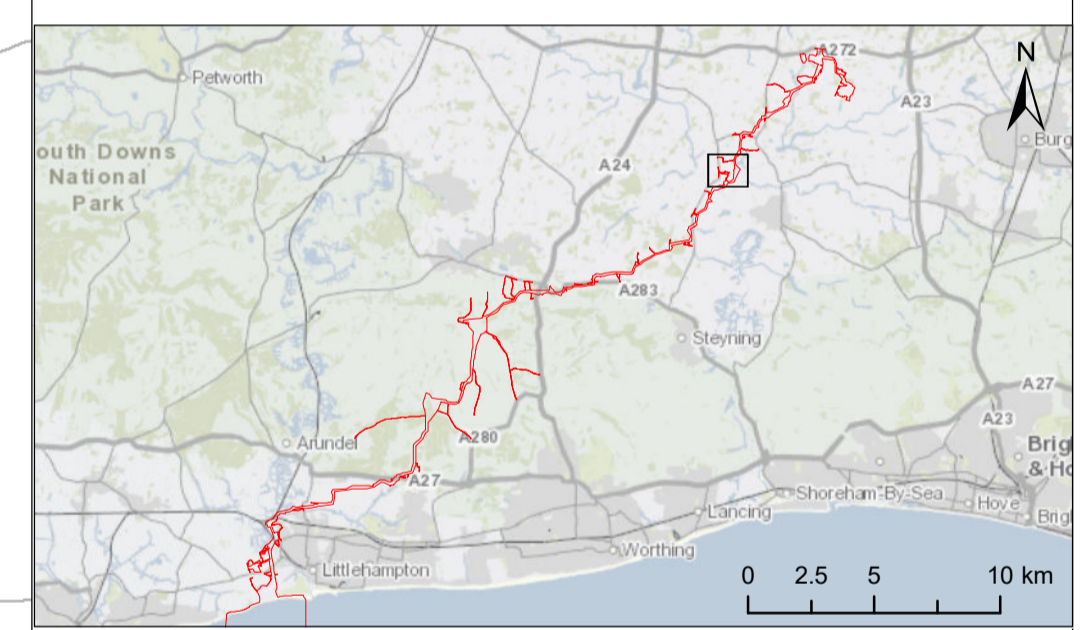 A272
N
Petworth
A23
Burg
outh Downs
National
Park
A24
A283
Steyning
A27
A23
Arundel
A280
Brig
& Ho
A27
Shoreham-By-Sea
Hove
Lancing
Brigh
Worthing
Littlehampton
0 2.5 5 10 km